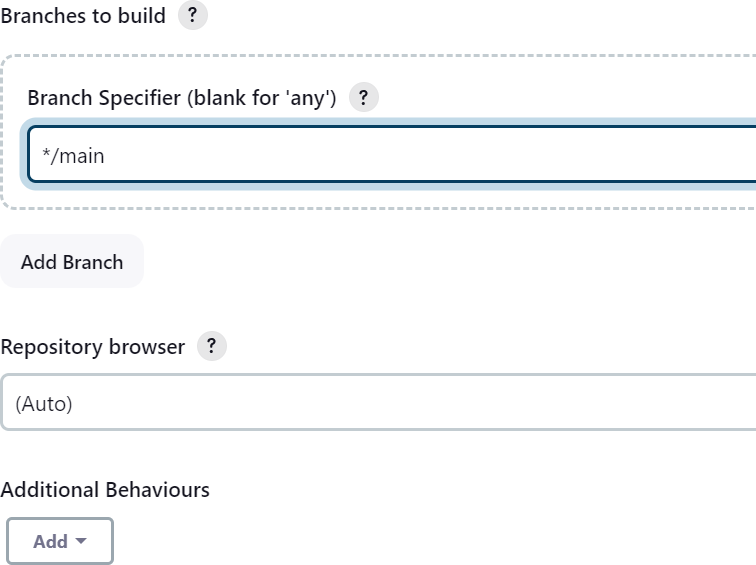 Branches to build ?
Branch Specifier (blank for 'any') ?
*/main
Add Branch
Repository browser ?
(Auto)
Additional Behaviours
Add